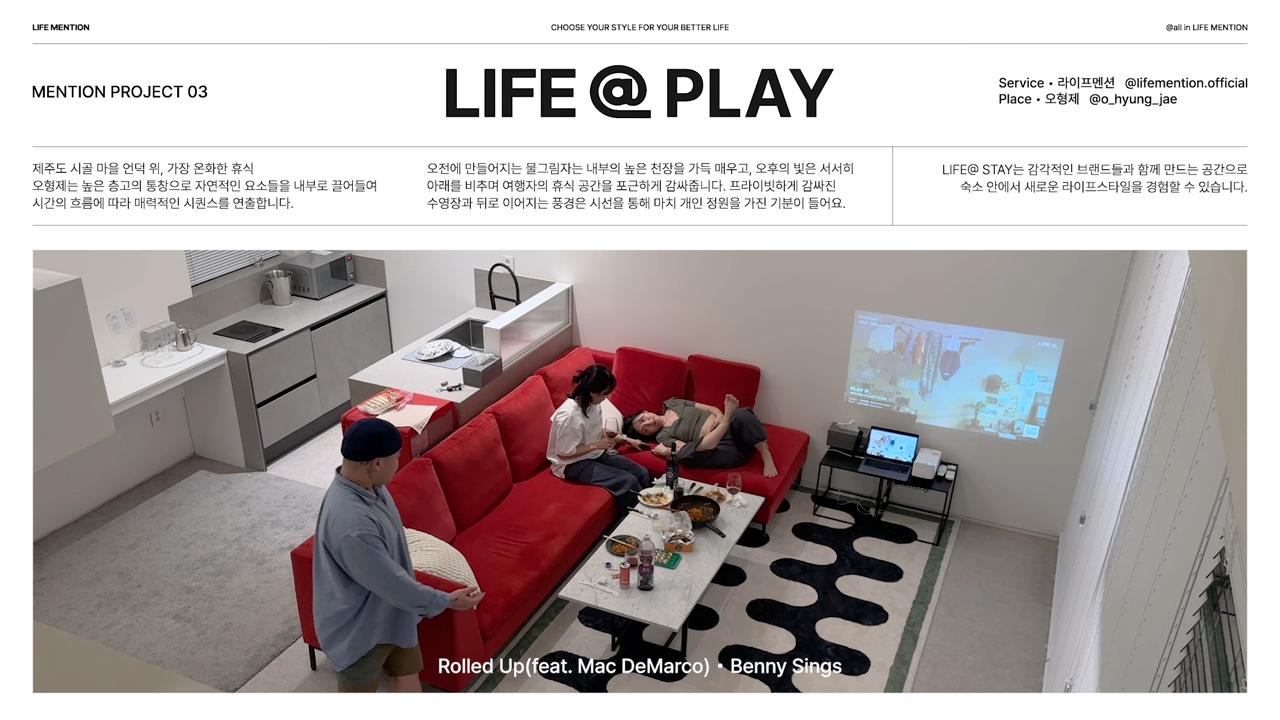 LIFE MENTION
CHOOSE YOUR STYLE FOR YOUR BETTER LIFE
@all in LIFE MENTION
MENTION PROJECT 03
LIFE @ PLAY
Service • 라이프멘션 @lifemention.official
Place • 오형제 @o_hyung_jae
제주도 시골 마을 언덕 위, 가장 온화한 휴식
오형제는 높은 층고의 통창으로 자연적인 요소들을 내부로 끌어들여
시간의 흐름에 따라 매력적인 시퀀스를 연출합니다.
오전에 만들어지는 물그림자는 내부의 높은 천장을 가득 매우고, 오후의 빛은 서서히
아래를 비추며 여행자의 휴식 공간을 포근하게 감싸줍니다. 프라이빗하게 감싸진
수영장과 뒤로 이어지는 풍경은 시선을 통해 마치 개인 정원을 가진 기분이 들어요.
LIFE@ STAY는 감각적인 브랜드들과 함께 만드는 공간으로
숙소 안에서 새로운 라이프스타일을 경험할 수 있습니다.
Rolled Up(feat. Mac DeMarco) • Benny Sings